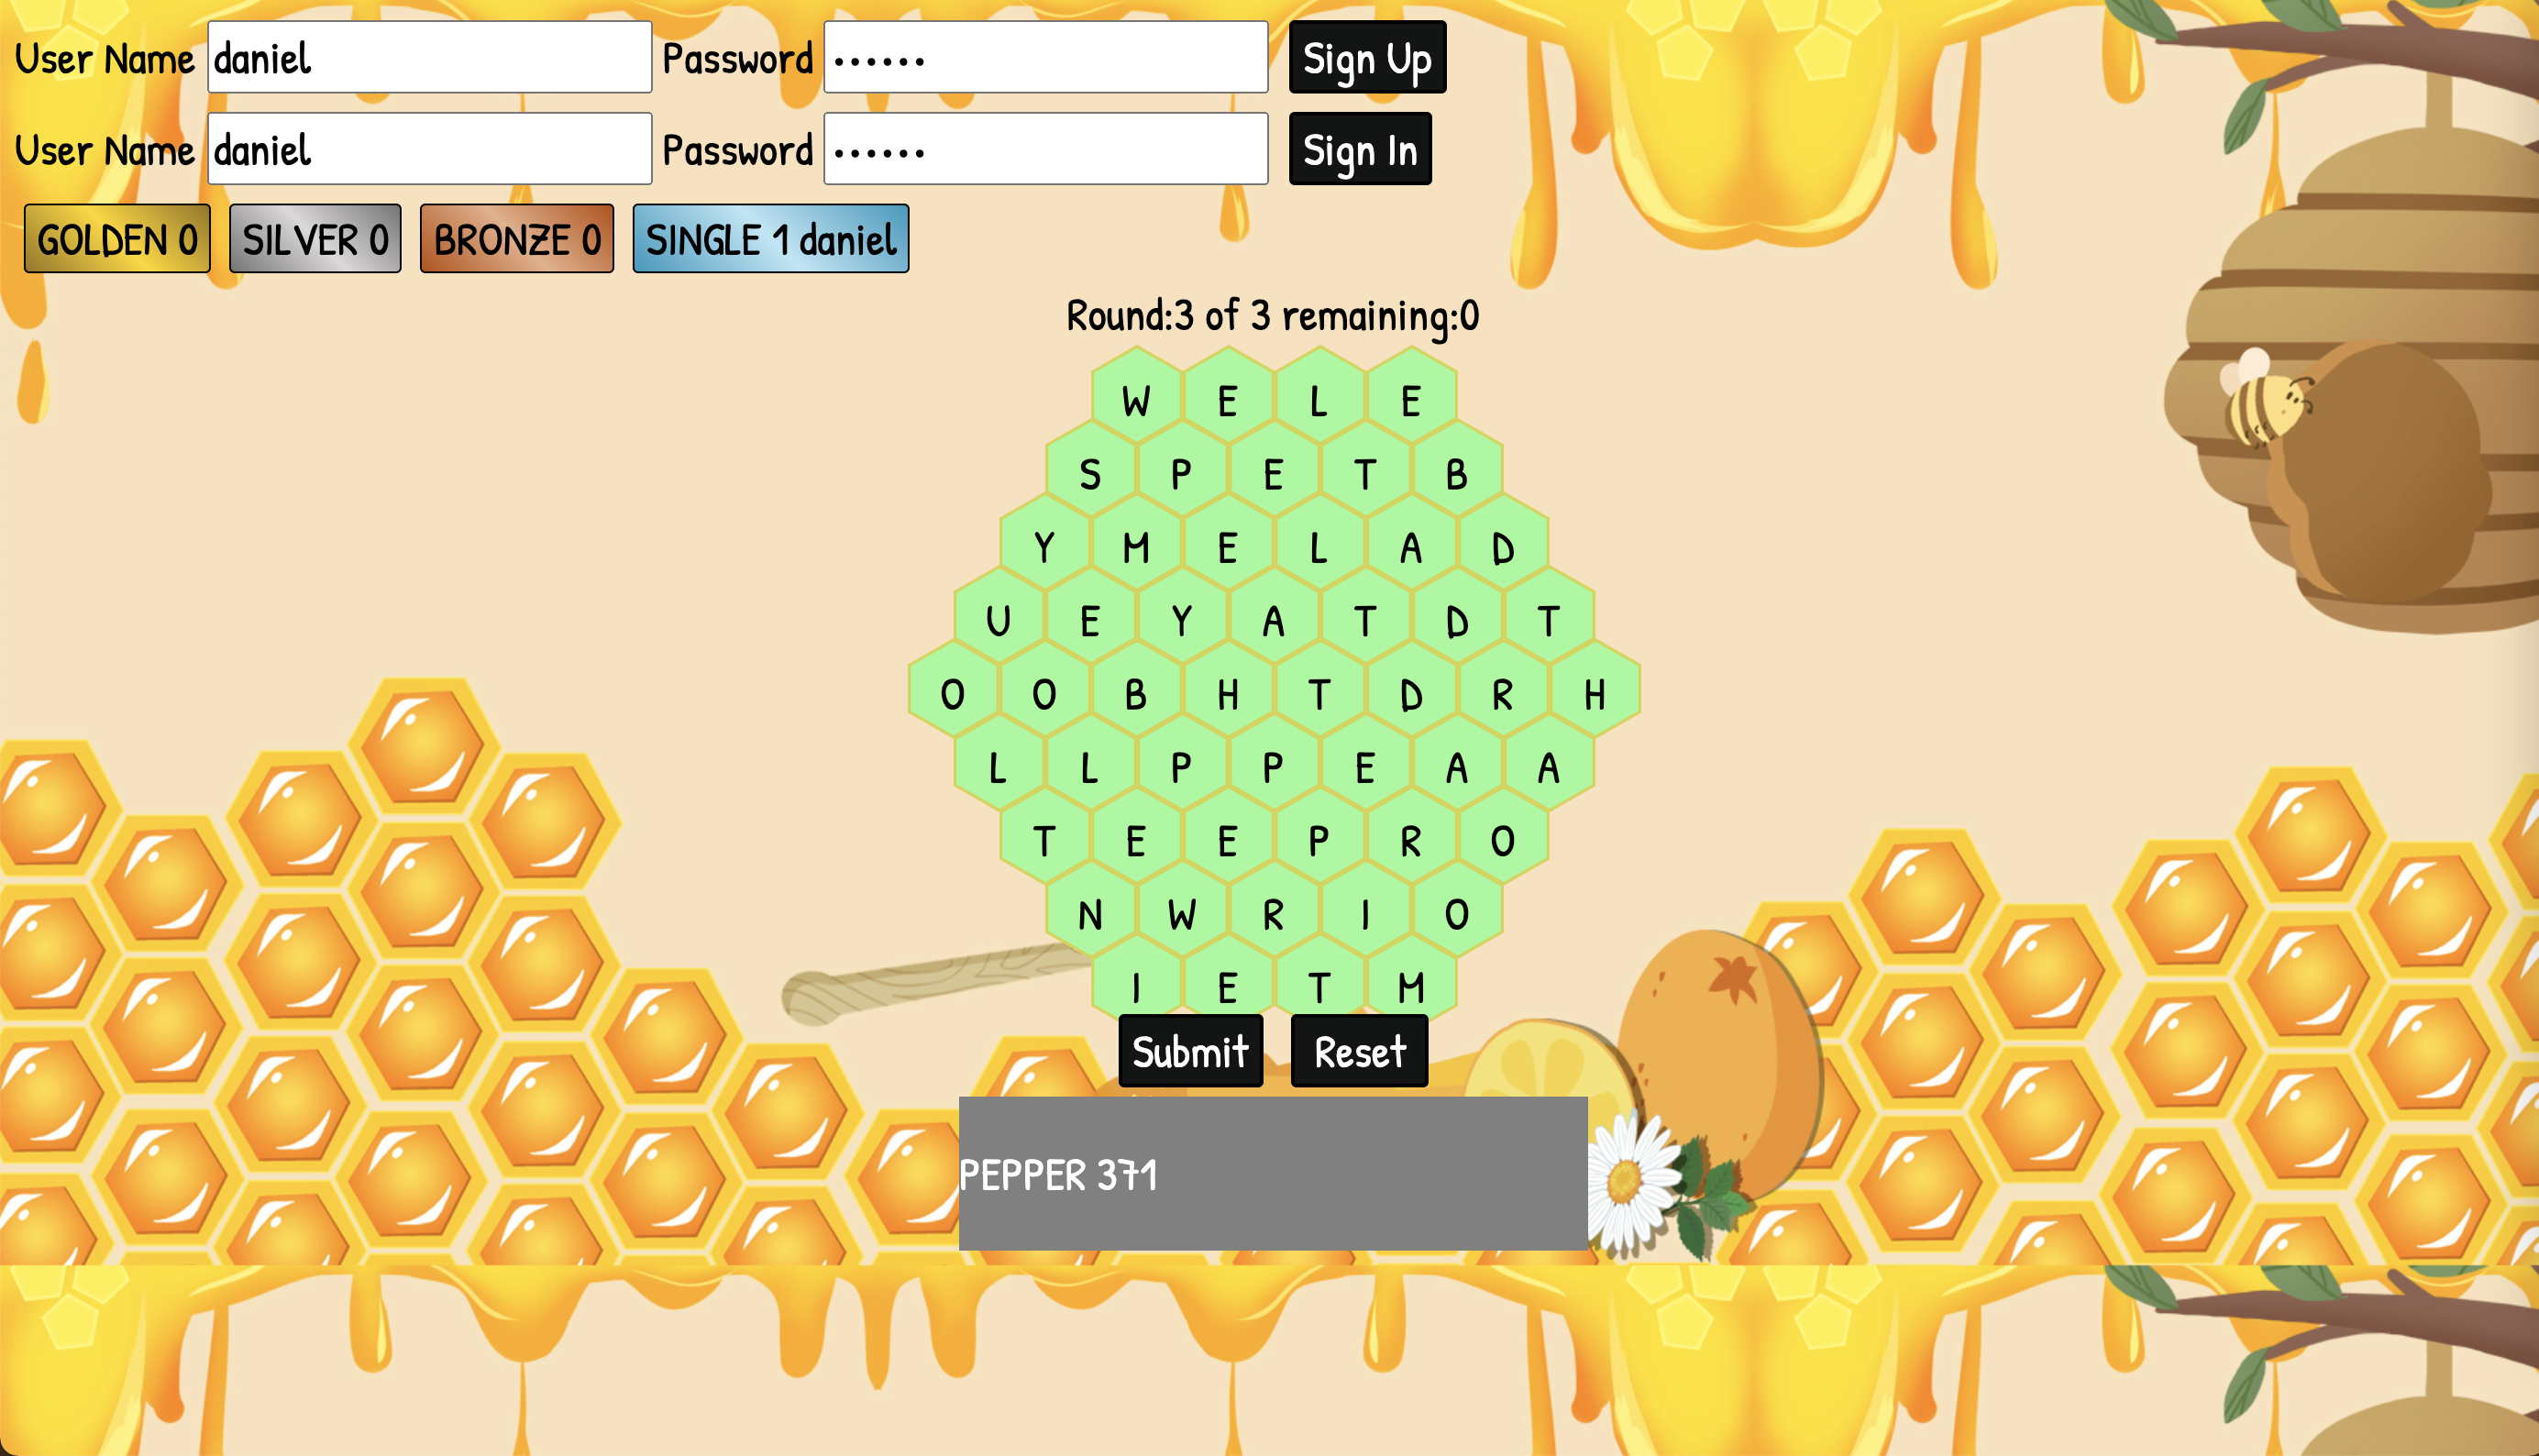 User Name daniel Password •••••• Sign Up
User Name daniel Password •••••• Sign In
GOLDEN 0 SILVER 0 BRONZE 0 SINGLE 1 daniel
Round:3 of 3 remaining:0
W E L E
S P E T B
Y M E L A D
U E Y A T D T
O O B H T D R H
L L P P E A A
T E E P R O
N W R I O
I E T M
Submit Reset
PEPPER 371